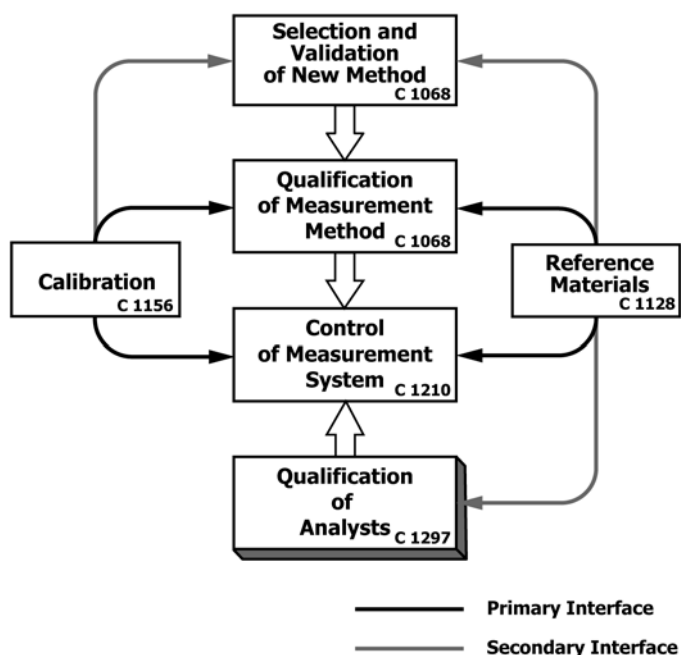 Selection and
Validation
of New Method
C 1068
Qualification
of Measurement
Method
C 1068
Calibration
C 1156
Reference
Materials
C 1128
Control
of Measurement
System
C 1210
Qualification
of
Analysts
C 1297
Primary Interface
Secondary Interface